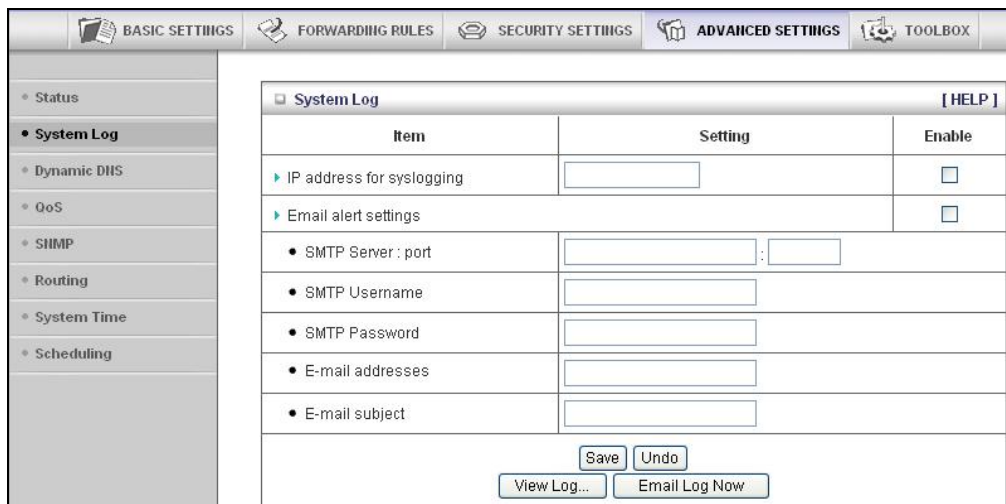 BASIC SETTINGS FORWARDING RULES SECURITY SETTINGS ADVANCED SETTINGS TOOLBOX
Status
System Log
Dynamic DNS
QoS
SNMP
Routing
System Time
Scheduling
System Log [ HELP ]
Item Setting Enable
IP address for syslogging
Email alert settings
SMTP Server : port :
SMTP Username
SMTP Password
E-mail addresses
E-mail subject
Save Undo
View Log... Email Log Now